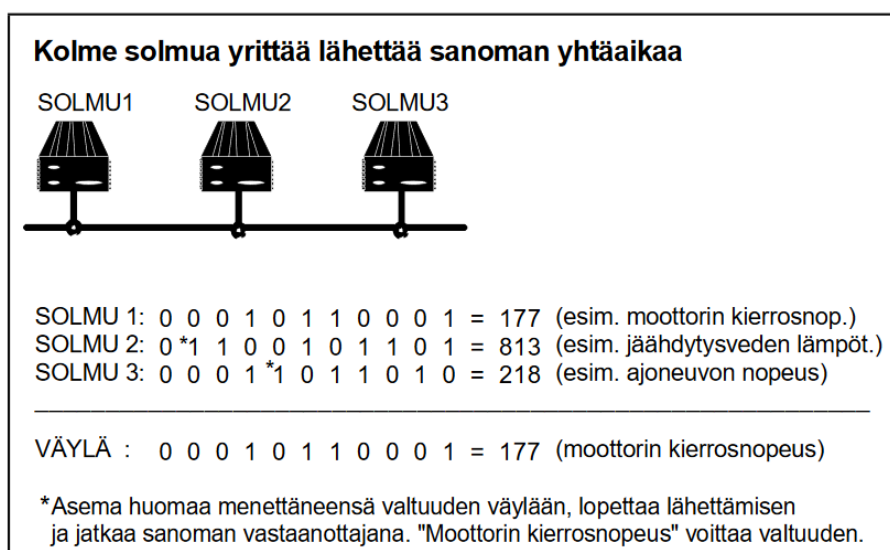 Kolme solmua yrittää lähettää sanoman yhtäaikaa
SOLMU1 SOLMU2 SOLMU3
SOLMU 1: 0 0 0 1 0 1 1 0 0 0 1 = 177 (esim. moottorin kierrosnop.)
SOLMU 2: 0 *1 1 0 0 1 0 1 1 0 1 = 813 (esim. jäähdytysveden lämpöt.)
SOLMU 3: 0 0 0 1 *1 0 1 1 0 1 0 = 218 (esim. ajoneuvon nopeus)
VÄYLÄ : 0 0 0 1 0 1 1 0 0 0 1 = 177 (moottorin kierrosnopeus)
*Asema huomaa menettäneensä valtuuden väylään, lopettaa lähettämisen
ja jatkaa sanoman vastaanottajana. "Moottorin kierrosnopeus" voittaa valtuuden.